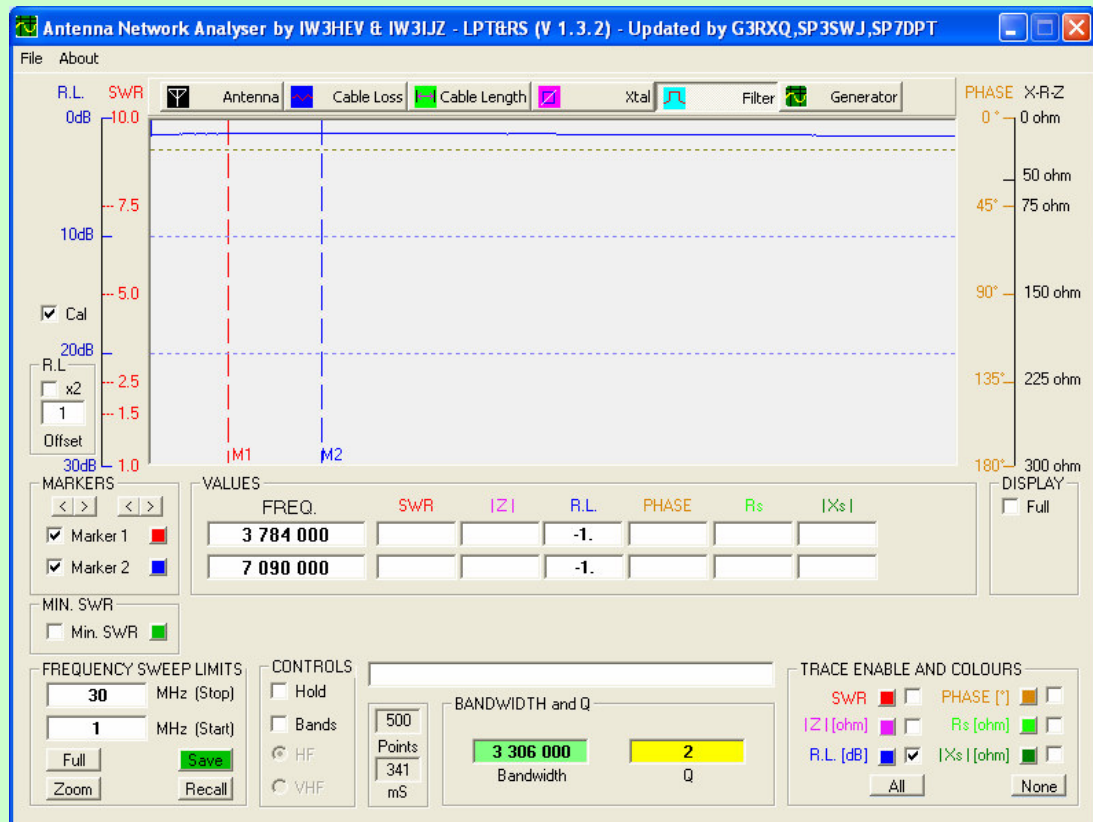 Antenna Network Analyser by IW3HEV & IW3IJZ - LPT&RS (V 1.3.2) - Updated by G3RXQ,SP3SWJ,SP7DPT
File About
R.L. SWR Antenna Cable Loss Cable Length Xtal Filter Generator PHASE X-R-Z
0dB 10.0 0° 0 ohm
50 ohm
7.5 45° 75 ohm
10dB
5.0 90° 150 ohm
Cal
20dB
R.L
x2 2.5 135° 225 ohm
1 1.5
Offset
M1 M2
30dB 1.0 180° 300 ohm
MARKERS VALUES DISPLAY
< > < > FREQ. SWR |Z| R.L. PHASE Rs |Xs| Full
Marker 1 3 784 000 -1.
Marker 2 7 090 000 -1.
MIN. SWR
Min. SWR
FREQUENCY SWEEP LIMITS CONTROLS TRACE ENABLE AND COLOURS
30 MHz (Stop) Hold SWR PHASE [°]
1 MHz (Start) Bands 500 BANDWIDTH and Q |Z| [ohm] Rs [ohm]
Full Save HF Points 3 306 000 2 R.L. [dB] |Xs| [ohm]
341 Bandwidth Q
Zoom Recall VHF mS All None